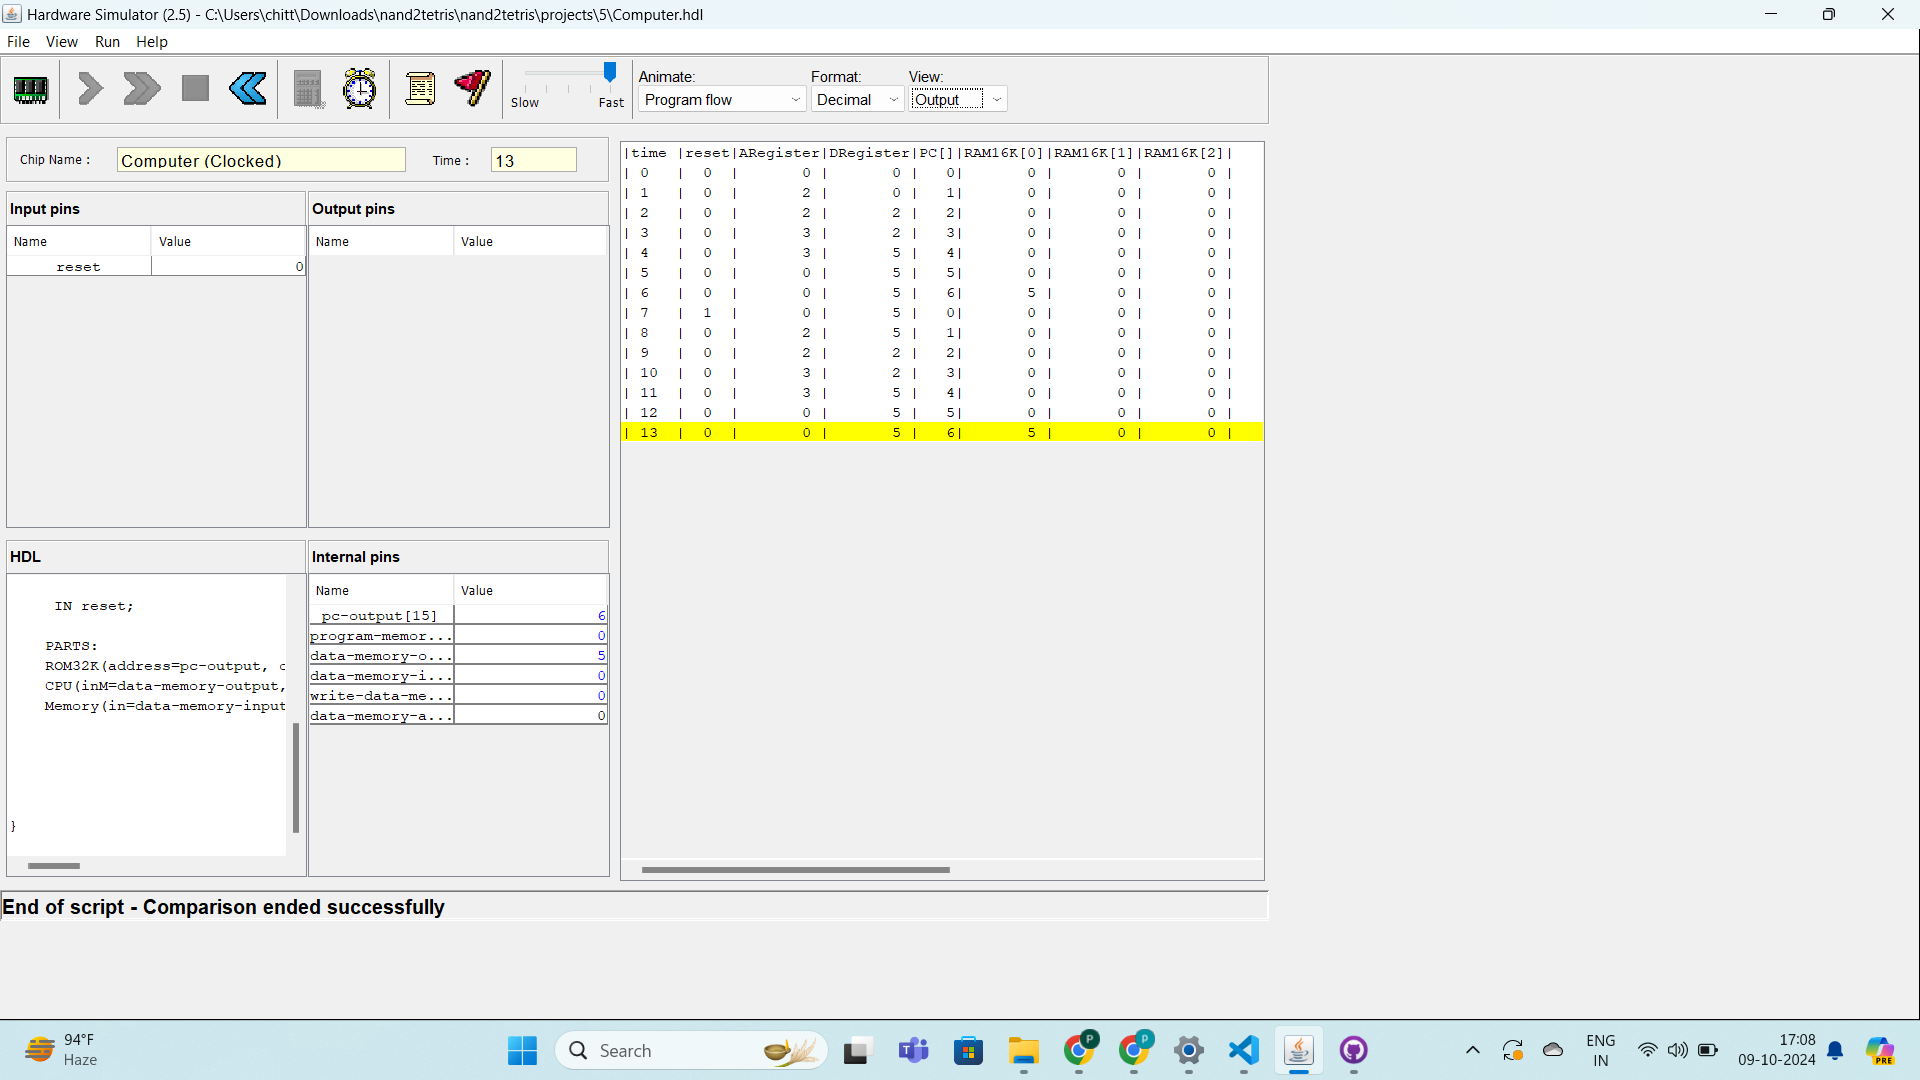 Hardware Simulator (2.5) - C:\Users\chitt\Downloads\nand2tetris\nand2tetris\projects\5\Computer.hdl
File View Run Help
Slow Fast
Animate: Format: View:
Program flow Decimal Output
Chip Name : Computer (Clocked) Time : 13
Input pins
Name Value
reset 0
Output pins
Name Value
HDL
IN reset;
PARTS:
ROM32K(address=pc-output, c
CPU(inM=data-memory-output,
Memory(in=data-memory-input
}
Internal pins
Name Value
pc-output[15] 6
program-memor... 0
data-memory-o... 5
data-memory-i... 0
write-data-me... 0
data-memory-a... 0
|time |reset|ARegister|DRegister|PC[]|RAM16K[0]|RAM16K[1]|RAM16K[2]|
| 0 | 0 | 0 | 0 | 0| 0 | 0 | 0 |
| 1 | 0 | 2 | 0 | 1| 0 | 0 | 0 |
| 2 | 0 | 2 | 2 | 2| 0 | 0 | 0 |
| 3 | 0 | 3 | 2 | 3| 0 | 0 | 0 |
| 4 | 0 | 3 | 5 | 4| 0 | 0 | 0 |
| 5 | 0 | 0 | 5 | 5| 0 | 0 | 0 |
| 6 | 0 | 0 | 5 | 6| 5 | 0 | 0 |
| 7 | 1 | 0 | 5 | 0| 0 | 0 | 0 |
| 8 | 0 | 2 | 5 | 1| 0 | 0 | 0 |
| 9 | 0 | 2 | 2 | 2| 0 | 0 | 0 |
| 10 | 0 | 3 | 2 | 3| 0 | 0 | 0 |
| 11 | 0 | 3 | 5 | 4| 0 | 0 | 0 |
| 12 | 0 | 0 | 5 | 5| 0 | 0 | 0 |
| 13 | 0 | 0 | 5 | 6| 5 | 0 | 0 |
End of script - Comparison ended successfully
94°F
Haze
Search
P
P
ENG
IN
17:08
09-10-2024
PRE